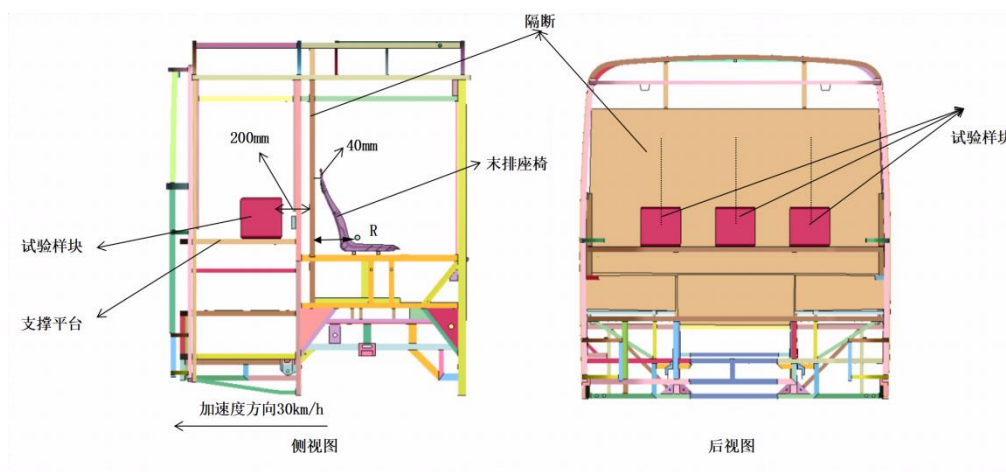 隔断
200mm
40mm
末排座椅
试验样块
R
试验样块
支撑平台
加速度方向30km/h
侧视图
后视图